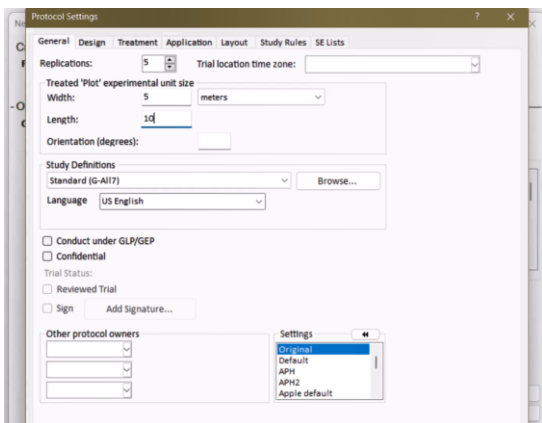 Protocol Settings ? ×
General Design Treatment Application Layout Study Rules SE Lists
Replications: 5 Trial location time zone:
Treated 'Plot' experimental unit size
Width: 5 meters
Length: 10
Orientation (degrees):
Study Definitions
Standard (G-All7) Browse...
Language US English
Conduct under GLP/GEP
Confidential
Trial Status:
Reviewed Trial
Sign Add Signature...
Other protocol owners Settings
Original
Default
APH
APH2
Apple default